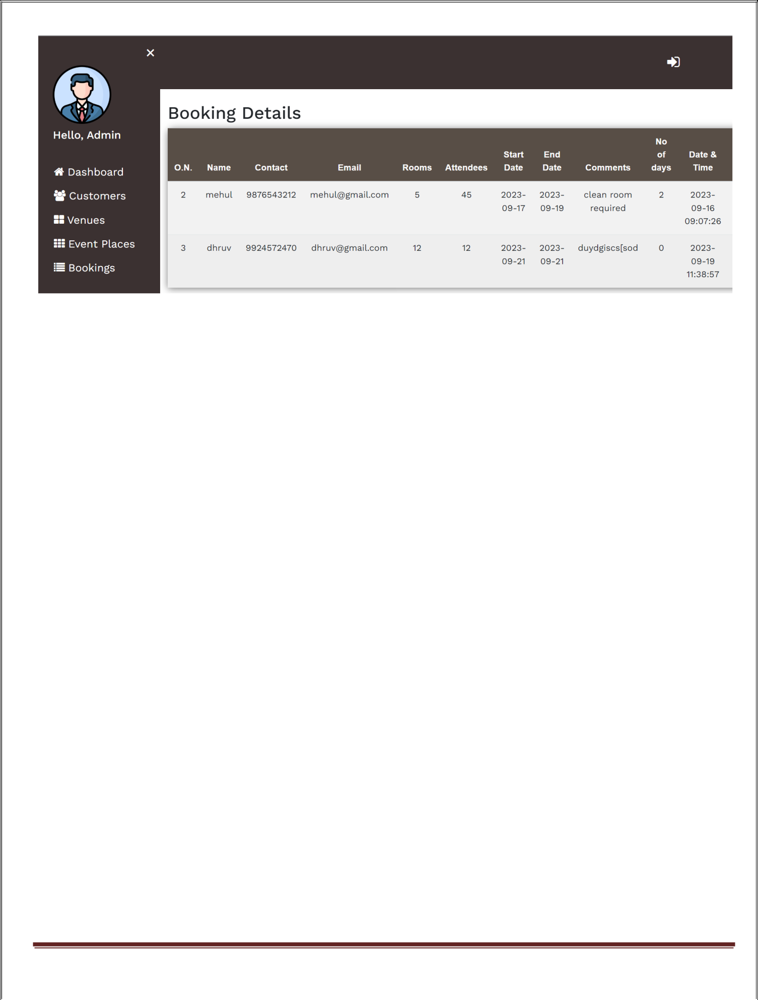 ×
Hello, Admin
Dashboard
Customers
Venues
Event Places
Bookings
Booking Details
O.N. Name Contact Email Rooms Attendees Start Date End Date Comments No of days Date & Time
2 mehul 9876543212 mehul@gmail.com 5 45 2023-09-17 2023-09-19 clean room required 2 2023-09-16 09:07:26
3 dhruv 9924572470 dhruv@gmail.com 12 12 2023-09-21 2023-09-21 duydgiscs[sod 0 2023-09-19 11:38:57